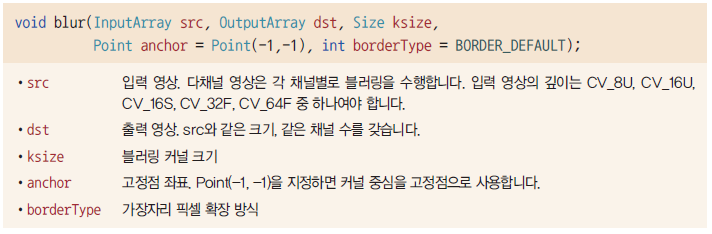 void blur(InputArray src, OutputArray dst, Size ksize,
Point anchor = Point(-1,-1), int borderType = BORDER_DEFAULT);
• src 입력 영상. 다채널 영상은 각 채널별로 블러링을 수행합니다. 입력 영상의 깊이는 CV_8U, CV_16U,
CV_16S, CV_32F, CV_64F 중 하나여야 합니다.
• dst 출력 영상. src와 같은 크기, 같은 채널 수를 갖습니다.
• ksize 블러링 커널 크기
• anchor 고정점 좌표. Point(-1, -1)을 지정하면 커널 중심을 고정점으로 사용합니다.
• borderType 가장자리 픽셀 확장 방식